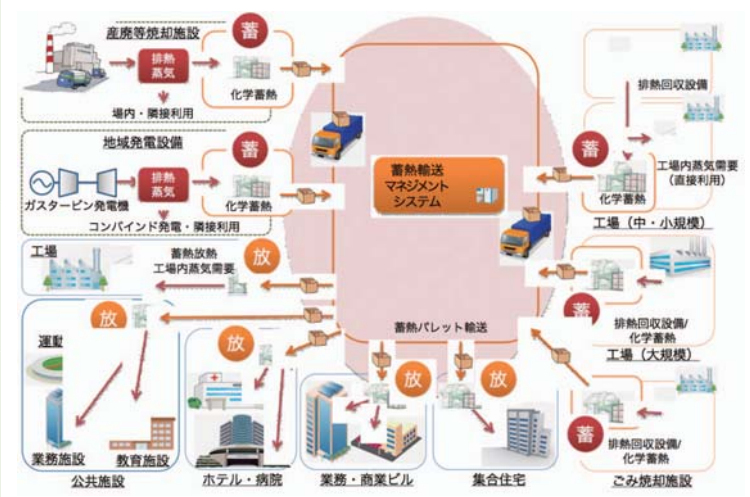 産廃等焼却施設
蓄
排熱
蒸気
化学蓄熱
場内・隣接利用
地域発電設備
蓄
排熱
蒸気
ガスタービン発電機
化学蓄熱
コンバインド発電・隣接利用
蓄熱輸送
マネジメント
システム
排熱回収設備
蓄
工場内蒸気需要
(直接利用)
化学蓄熱
工場(中・小規模)
蓄
排熱回収設備/
化学蓄熱
工場(大規模)
蓄
排熱回収設備/
化学蓄熱
ごみ焼却施設
工場
蓄熱放熱
工場内蒸気需要
放
蓄熱パレット輸送
放
運動
業務施設
教育施設
公共施設
放
ホテル・病院
放
業務・商業ビル
放
集合住宅